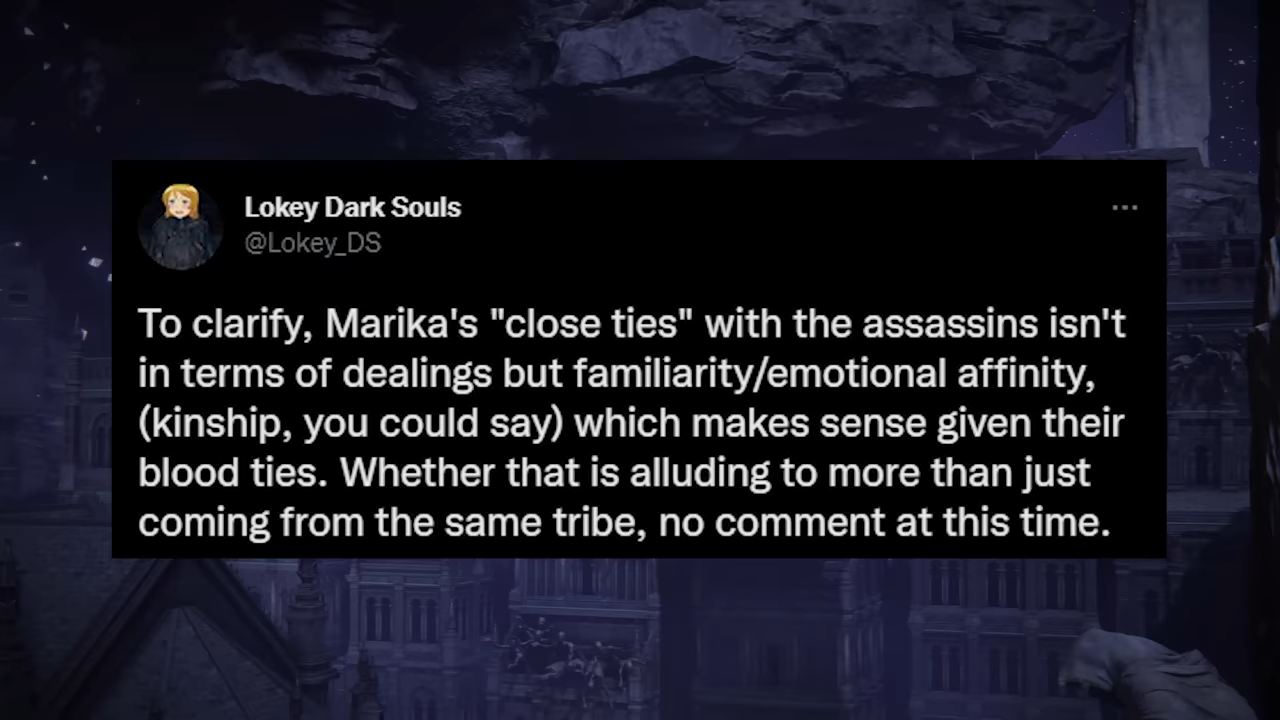 Lokey Dark Souls
@Lokey_DS
To clarify, Marika's "close ties" with the assassins isn't
in terms of dealings but familiarity/emotional affinity,
(kinship, you could say) which makes sense given their
blood ties. Whether that is alluding to more than just
coming from the same tribe, no comment at this time.